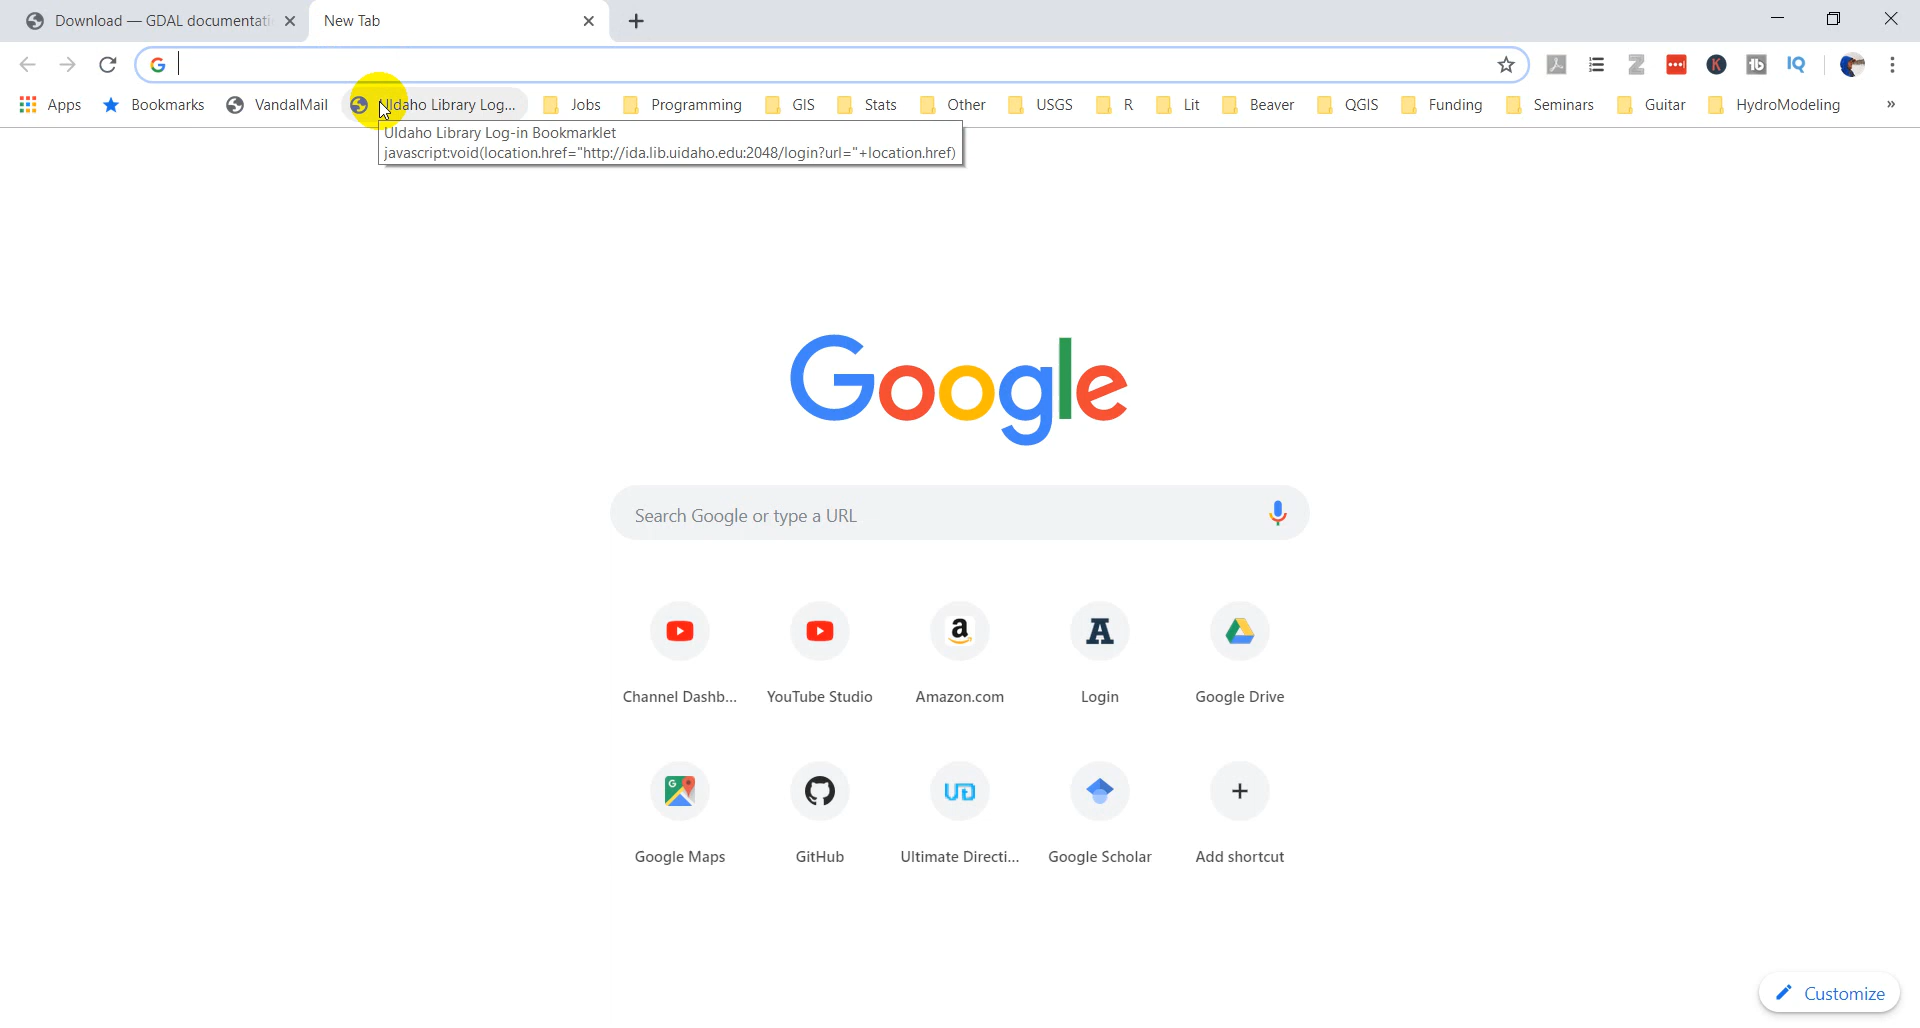 Download — GDAL documentati
New Tab
Apps
Bookmarks
VandalMail
UIdaho Library Log...
Jobs
Programming
GIS
Stats
Other
USGS
R
Lit
Beaver
QGIS
Funding
Seminars
Guitar
HydroModeling
»
UIdaho Library Log-in Bookmarklet
javascript:void(location.href="http://ida.lib.uidaho.edu:2048/login?url="+location.href)
Google
Search Google or type a URL
Channel Dashb...
YouTube Studio
Amazon.com
Login
Google Drive
Google Maps
GitHub
Ultimate Directi...
Google Scholar
Add shortcut
Customize